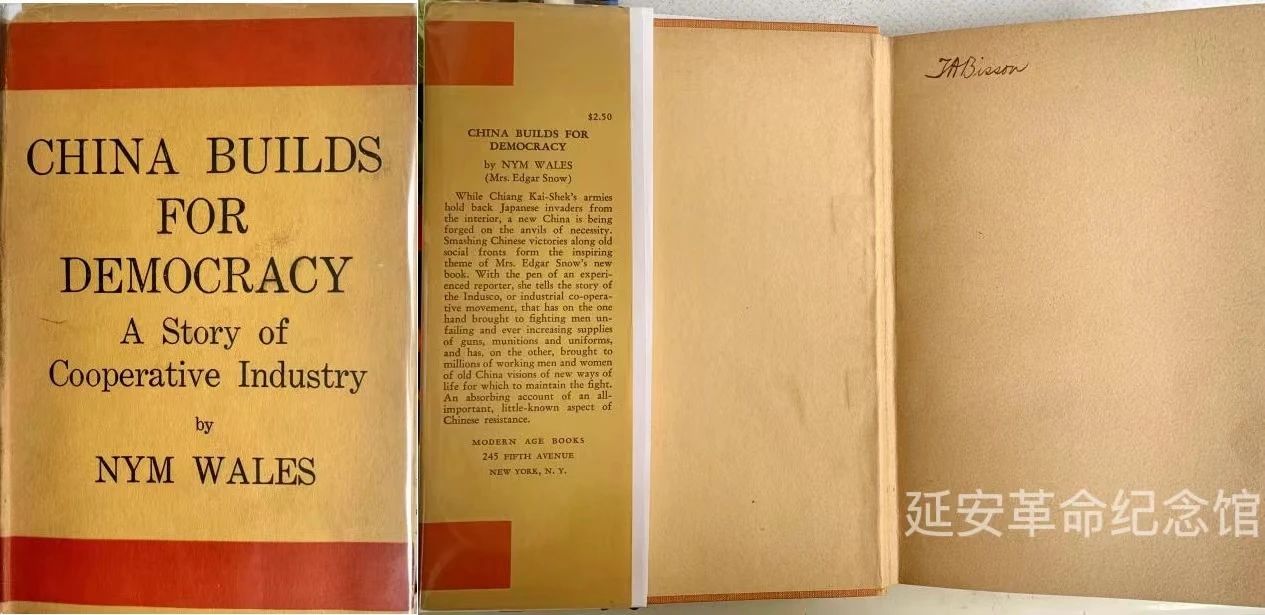 CHINA BUILDS
FOR
DEMOCRACY
A Story of
Cooperative Industry
by
NYM WALES
$2.50
CHINA BUILDS FOR
DEMOCRACY
by NYM WALES
(Mrs. Edgar Snow)
While Chiang Kai-Shek's armies
hold back Japanese invaders from
the interior, a new China is being
forged on the anvils of necessity.
Smashing Chinese victories along old
social fronts form the inspiring
theme of Mrs. Edgar Snow's new
book. With the pen of an experi-
enced reporter, she tells the story of
the Indusco, or industrial co-opera-
tive movement, that has on the one
hand brought to fighting men un-
failing and ever increasing supplies
of guns, munitions and uniforms,
and has, on the other, brought to
millions of working men and women
of old China visions of new ways of
life for which to maintain the fight.
An absorbing account of an all-
important, little-known aspect of
Chinese resistance.
MODERN AGE BOOKS
245 FIFTH AVENUE
NEW YORK, N. Y.
TABisson
延安革命纪念馆